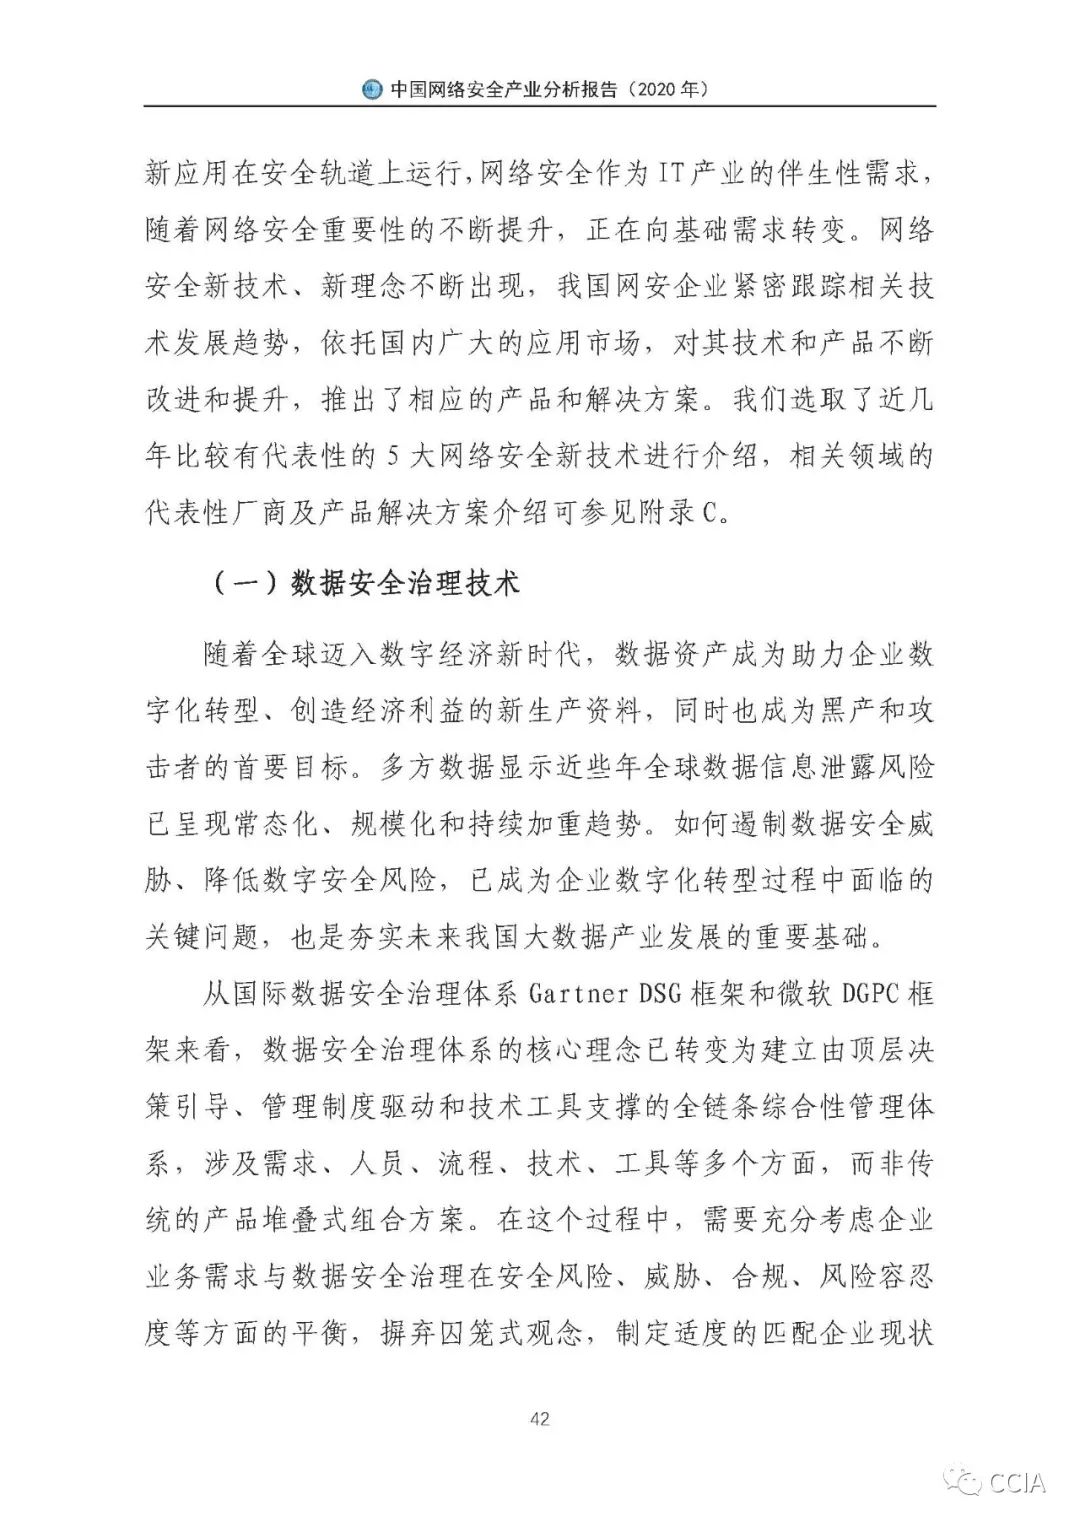 中国网络安全产业分析报告（2020 年）
新应用在安全轨道上运行，网络安全作为 IT 产业的伴生性需求，
随着网络安全重要性的不断提升，正在向基础需求转变。网络
安全新技术、新理念不断出现，我国网安企业紧密跟踪相关技
术发展趋势，依托国内广大的应用市场，对其技术和产品不断
改进和提升，推出了相应的产品和解决方案。我们选取了近几
年比较有代表性的 5 大网络安全新技术进行介绍，相关领域的
代表性厂商及产品解决方案介绍可参见附录 C。
（一）数据安全治理技术
随着全球迈入数字经济新时代，数据资产成为助力企业数
字化转型、创造经济利益的新生产资料，同时也成为黑产和攻
击者的首要目标。多方数据显示近些年全球数据信息泄露风险
已呈现常态化、规模化和持续加重趋势。如何遏制数据安全威
胁、降低数字安全风险，已成为企业数字化转型过程中面临的
关键问题，也是夯实未来我国大数据产业发展的重要基础。
从国际数据安全治理体系 Gartner DSG 框架和微软 DGPC 框
架来看，数据安全治理体系的核心理念已转变为建立由顶层决
策引导、管理制度驱动和技术工具支撑的全链条综合性管理体
系，涉及需求、人员、流程、技术、工具等多个方面，而非传
统的产品堆叠式组合方案。在这个过程中，需要充分考虑企业
业务需求与数据安全治理在安全风险、威胁、合规、风险容忍
度等方面的平衡，摒弃囚笼式观念，制定适度的匹配企业现状
42
CCIA